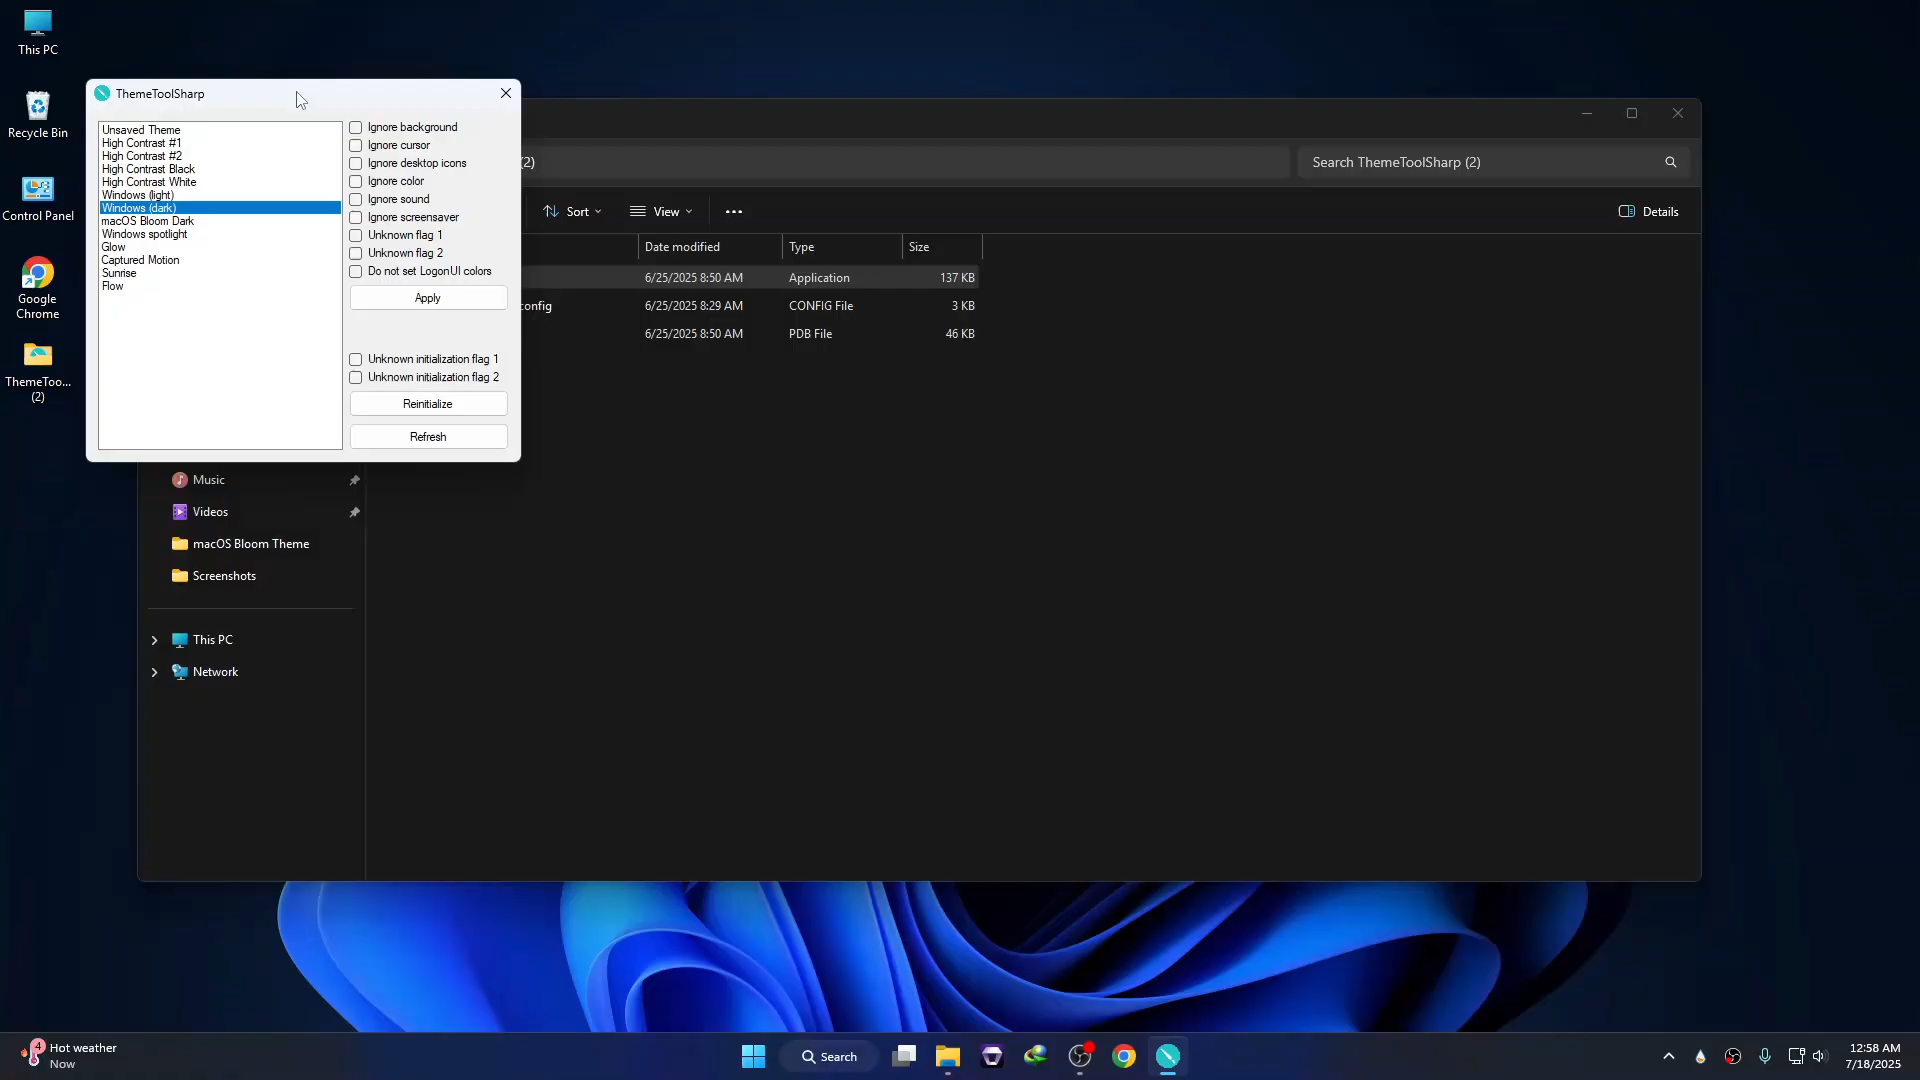 This PC
Recycle Bin
Control Panel
Google
Chrome
ThemeToo...
(2)
ThemeToolSharp
Unsaved Theme
High Contrast #1
High Contrast #2
High Contrast Black
High Contrast White
Windows (light)
Windows (dark)
macOS Bloom Dark
Windows spotlight
Glow
Captured Motion
Sunrise
Flow
Ignore background
Ignore cursor
Ignore desktop icons
Ignore color
Ignore sound
Ignore screensaver
Unknown flag 1
Unknown flag 2
Do not set LogonUI colors
Apply
Unknown initialization flag 1
Unknown initialization flag 2
Reinitialize
Refresh
(2)
Search ThemeToolSharp (2)
Sort
View
Details
Date modified
Type
Size
6/25/2025 8:50 AM
Application
137 KB
config
6/25/2025 8:29 AM
CONFIG File
3 KB
6/25/2025 8:50 AM
PDB File
46 KB
Music
Videos
macOS Bloom Theme
Screenshots
This PC
Network
4
Hot weather
Now
Search
12:58 AM
7/18/2025